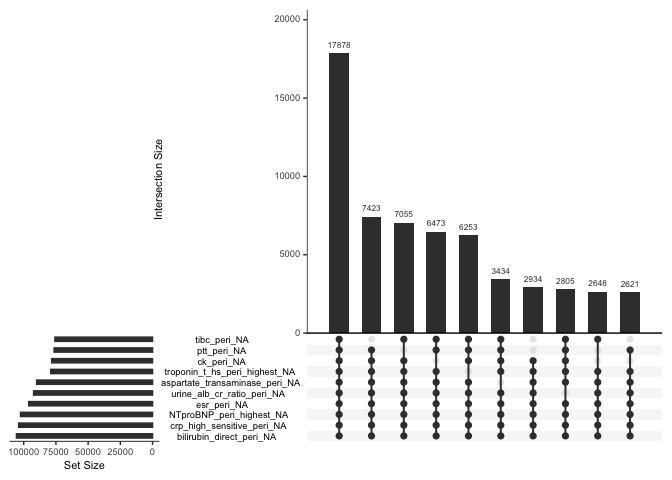 20000
17878
15000
Intersection Size
10000
7423
7055
6473
6253
5000
3434
2934
2805
2648
2621
0
tibc_peri_NA
ptt_peri_NA
ck_peri_NA
troponin_t_hs_peri_highest_NA
aspartate_transaminase_peri_NA
urine_alb_cr_ratio_peri_NA
esr_peri_NA
NTproBNP_peri_highest_NA
crp_high_sensitive_peri_NA
bilirubin_direct_peri_NA
100000 75000 50000 25000 0
Set Size